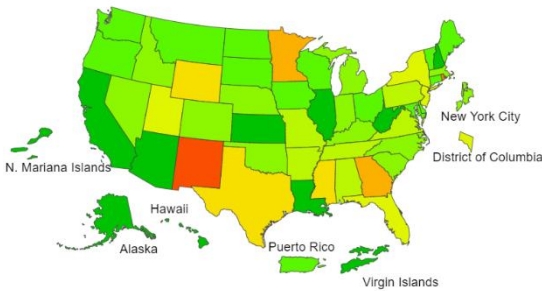 New York City
District of Columbia
N. Mariana Islands
Hawaii
Alaska
Puerto Rico
Virgin Islands